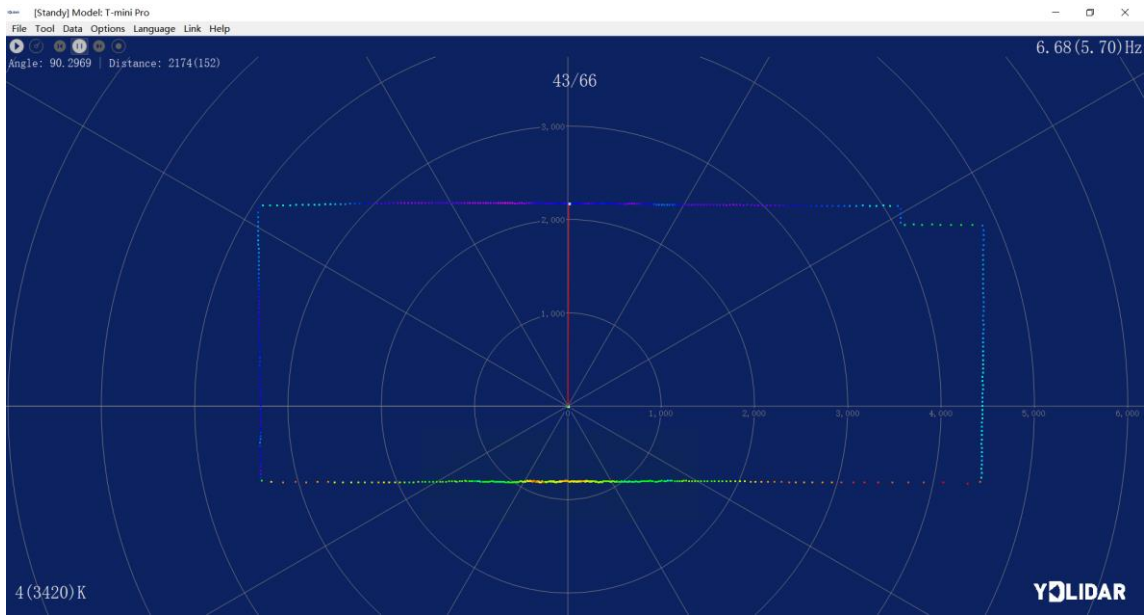 [Standy] Model: T-mini Pro
File Tool Data Options Language Link Help
6.68(5.70)Hz
Angle: 90.2969 | Distance: 2174(152)
43/66
3,000
2,000
1,000
0 1,000 2,000 3,000 4,000 5,000 6,000
4(3420)K
YDLIDAR